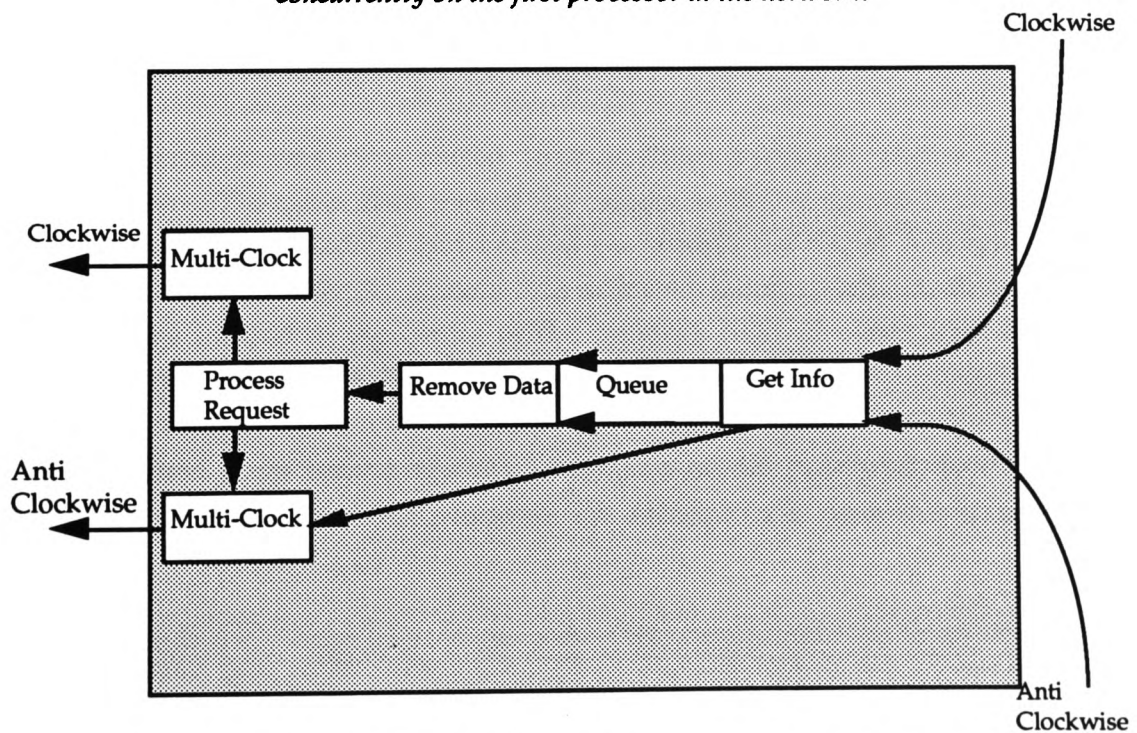 Clockwise
Clockwise
Multi-Clock
Process
Request
Remove Data
Queue
Get Info
Anti
Clockwise
Multi-Clock
Anti
Clockwise